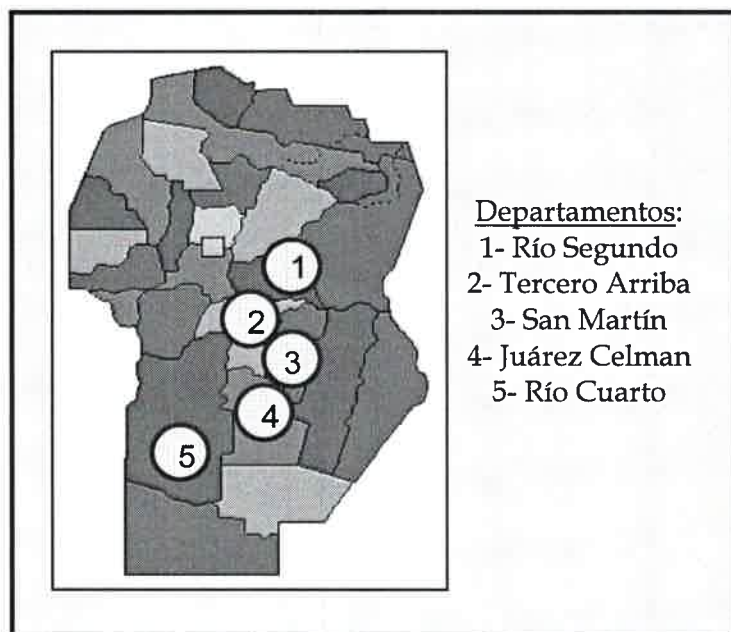 1
2
3
4
5
Departamentos:
1- Río Segundo
2- Tercero Arriba
3- San Martín
4- Juárez Celman
5- Río Cuarto